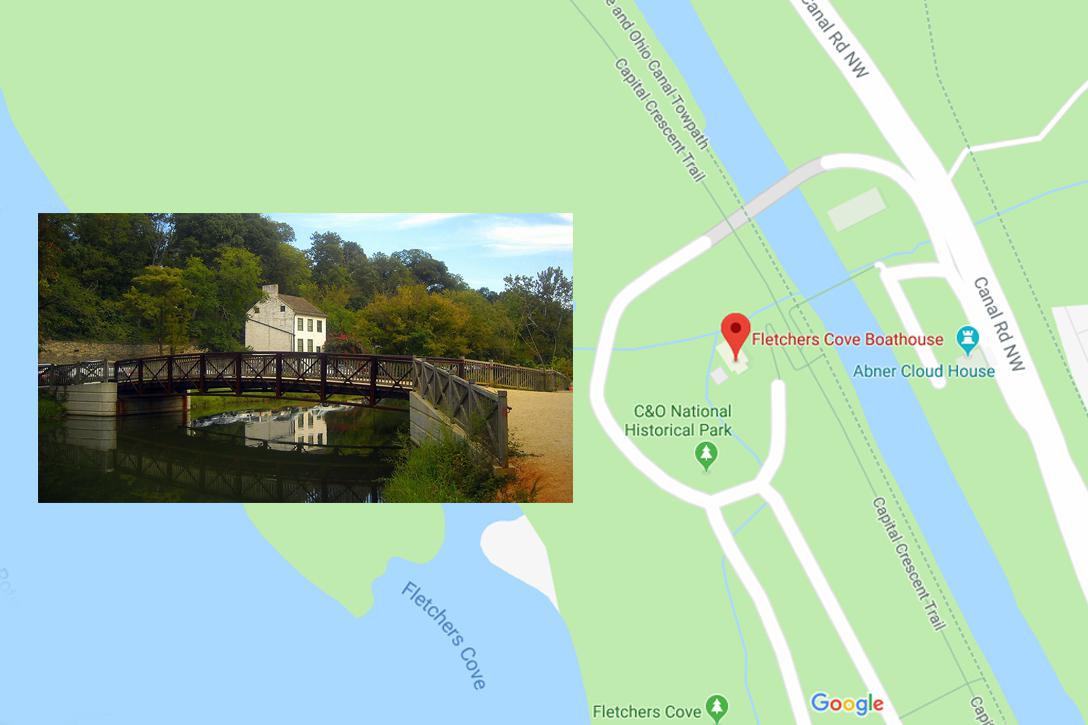 e and Ohio Canal Towpath
Capital Crescent Trail
Canal Rd NW
Canal Rd NW
Fletchers Cove Boathouse
Abner Cloud House
C&O National
Historical Park
Capital Crescent Trail
Fletchers Cove
Fletchers Cove
Google
Cap